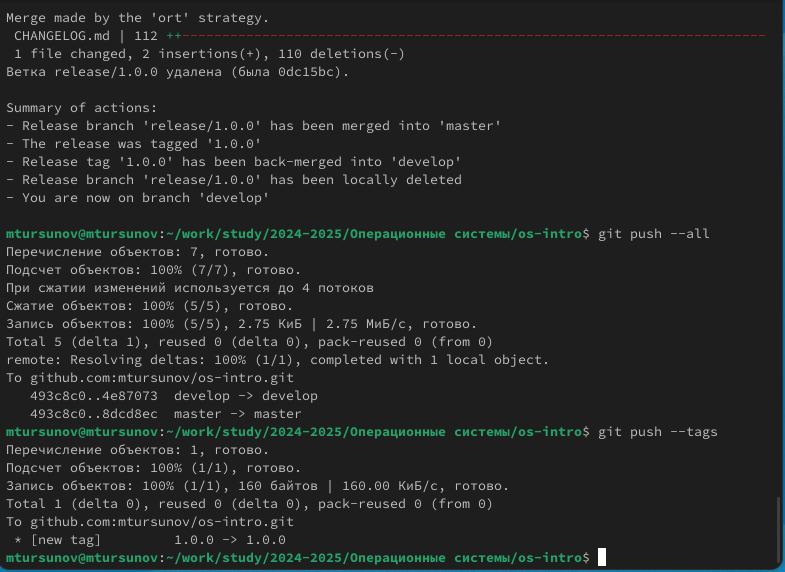 Merge made by the 'ort' strategy.
 CHANGELOG.md | 112 ++-------------------------------------------------------------------------
 1 file changed, 2 insertions(+), 110 deletions(-)
Ветка release/1.0.0 удалена (была 0dc15bc).
Summary of actions:
- Release branch 'release/1.0.0' has been merged into 'master'
- The release was tagged '1.0.0'
- Release tag '1.0.0' has been back-merged into 'develop'
- Release branch 'release/1.0.0' has been locally deleted
- You are now on branch 'develop'
mtursunov@mtursunov:~/work/study/2024-2025/Операционные системы/os-intro$ git push --all
Перечисление объектов: 7, готово.
Подсчет объектов: 100% (7/7), готово.
При сжатии изменений используется до 4 потоков
Сжатие объектов: 100% (5/5), готово.
Запись объектов: 100% (5/5), 2.75 КиБ | 2.75 МиБ/с, готово.
Total 5 (delta 1), reused 0 (delta 0), pack-reused 0 (from 0)
remote: Resolving deltas: 100% (1/1), completed with 1 local object.
To github.com:mtursunov/os-intro.git
   493c8c0..4e87073  develop -> develop
   493c8c0..8dcd8ec  master -> master
mtursunov@mtursunov:~/work/study/2024-2025/Операционные системы/os-intro$ git push --tags
Перечисление объектов: 1, готово.
Подсчет объектов: 100% (1/1), готово.
Запись объектов: 100% (1/1), 160 байтов | 160.00 КиБ/с, готово.
Total 1 (delta 0), reused 0 (delta 0), pack-reused 0 (from 0)
To github.com:mtursunov/os-intro.git
 * [new tag]         1.0.0 -> 1.0.0
mtursunov@mtursunov:~/work/study/2024-2025/Операционные системы/os-intro$